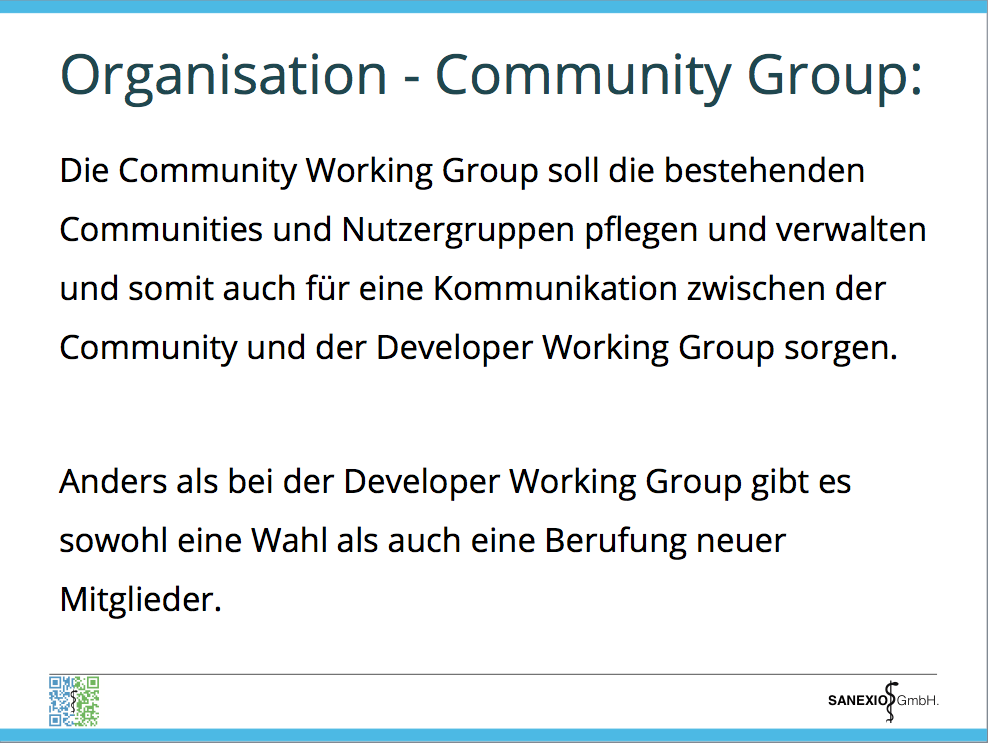 Organisation - Community Group:
Die Community Working Group soll die bestehenden
Communities und Nutzergruppen pflegen und verwalten
und somit auch für eine Kommunikation zwischen der
Community und der Developer Working Group sorgen.
Anders als bei der Developer Working Group gibt es
sowohl eine Wahl als auch eine Berufung neuer
Mitglieder.
SANEXIO GmbH.